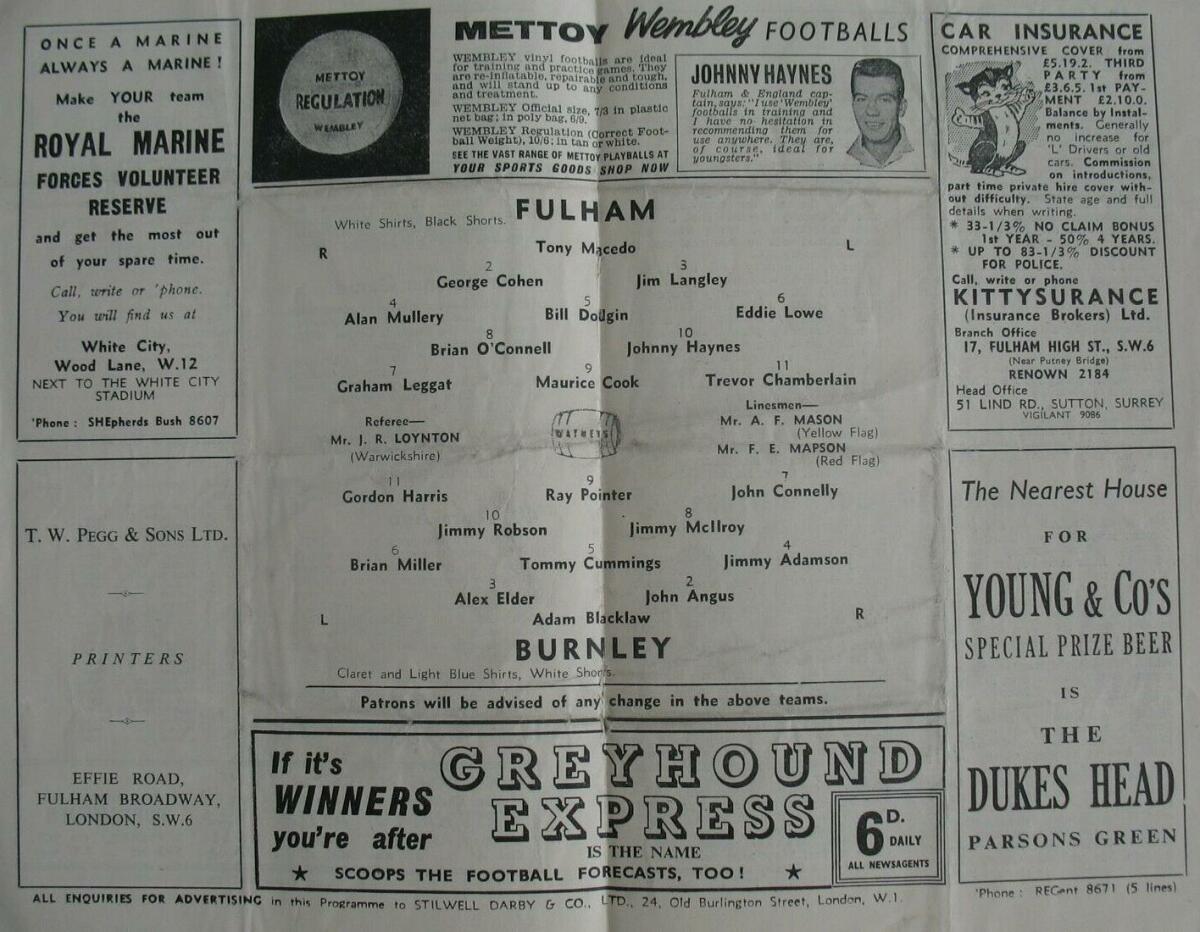 ONCE A MARINE
ALWAYS A MARINE!
Make YOUR team
the
ROYAL MARINE
FORCES VOLUNTEER
RESERVE
and get the most out
of your spare time.
Call, write or 'phone.
You will find us at
White City,
Wood Lane, W.12
NEXT TO THE WHITE CITY
STADIUM
'Phone : SHEpherds Bush 8607
T. W. PEGG & SONS LTD.
PRINTERS
EFFIE ROAD,
FULHAM BROADWAY,
LONDON, S.W.6
METTOY
REGULATION
WEMBLEY
METTOY Wembley FOOTBALLS
WEMBLEY vinyl footballs are ideal
for training and practice games. They
are re-inflatable, repairable and tough,
and will stand up to any conditions
and treatment.
WEMBLEY Official size, 7/3 in plastic
net bag; in poly bag, 6/9.
WEMBLEY Regulation (Correct Foot-
ball Weight), 10/6; in tan or white.
SEE THE VAST RANGE OF METTOY PLAYBALLS AT
YOUR SPORTS GOODS SHOP NOW
JOHNNY HAYNES
Fulham & England cap-
tain, says: "I use 'Wembley'
footballs in training and
I have no hesitation in
recommending them for
use anywhere. They are,
of course, ideal for
youngsters."
FULHAM
White Shirts, Black Shorts.
R
Tony Macedo
L
2
3
George Cohen
Jim Langley
4
5
6
Alan Mullery
Bill Dodgin
Eddie Lowe
8
10
Brian O'Connell
Johnny Haynes
7
9
11
Graham Leggat
Maurice Cook
Trevor Chamberlain
Referee—
Mr. J. R. LOYNTON
(Warwickshire)
WATNEYS
Linesmen—
Mr. A. F. MASON
(Yellow Flag)
Mr. F. E. MAPSON
(Red Flag)
11
9
7
Gordon Harris
Ray Pointer
John Connelly
10
8
Jimmy Robson
Jimmy McIlroy
6
5
4
Brian Miller
Tommy Cummings
Jimmy Adamson
3
2
Alex Elder
John Angus
L
Adam Blacklaw
R
BURNLEY
Claret and Light Blue Shirts, White Shorts.
Patrons will be advised of any change in the above teams.
If it's
WINNERS
you're after
GREYHOUND
EXPRESS
IS THE NAME
★ SCOOPS THE FOOTBALL FORECASTS, TOO! ★
6D.
DAILY
ALL NEWSAGENTS
CAR INSURANCE
COMPREHENSIVE COVER from
£5.19.2. THIRD
PARTY from
£3.6.5. 1st PAY-
MENT £2.10.0.
Balance by Instal-
ments. Generally
no increase for
'L' Drivers or old
cars. Commission
on introductions,
part time private hire cover with-
out difficulty. State age and full
details when writing.
* 33-1/3% NO CLAIM BONUS
1st YEAR - 50% 4 YEARS.
* UP TO 83-1/3% DISCOUNT
FOR POLICE.
Call, write or phone
KITTYSURANCE
(Insurance Brokers) Ltd.
Branch Office
17, FULHAM HIGH ST., S.W.6
(Near Putney Bridge)
RENOWN 2184
Head Office
51 LIND RD., SUTTON, SURREY
VIGILANT 9086
The Nearest House
FOR
YOUNG & CO'S
SPECIAL PRIZE BEER
IS
THE
DUKES HEAD
PARSONS GREEN
ALL ENQUIRIES FOR ADVERTISING in this Programme to STILWELL DARBY & CO., LTD., 24, Old Burlington Street, London, W.1.
'Phone : REGent 8671 (5 lines)